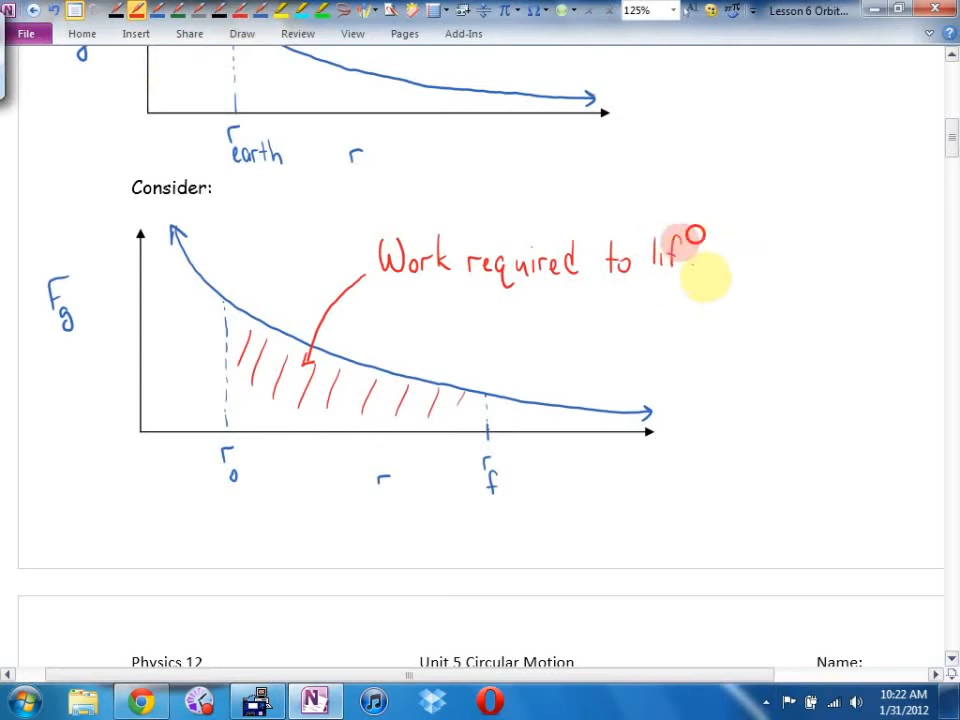 125%
Lesson 6 Orbit...
File Home Insert Share Draw Review View Pages Add-Ins
g
r earth r
Consider:
Work required to lif
F g
r 0 r r f
Physics 12 Unit 5 Circular Motion Name:
10:22 AM
1/31/2012